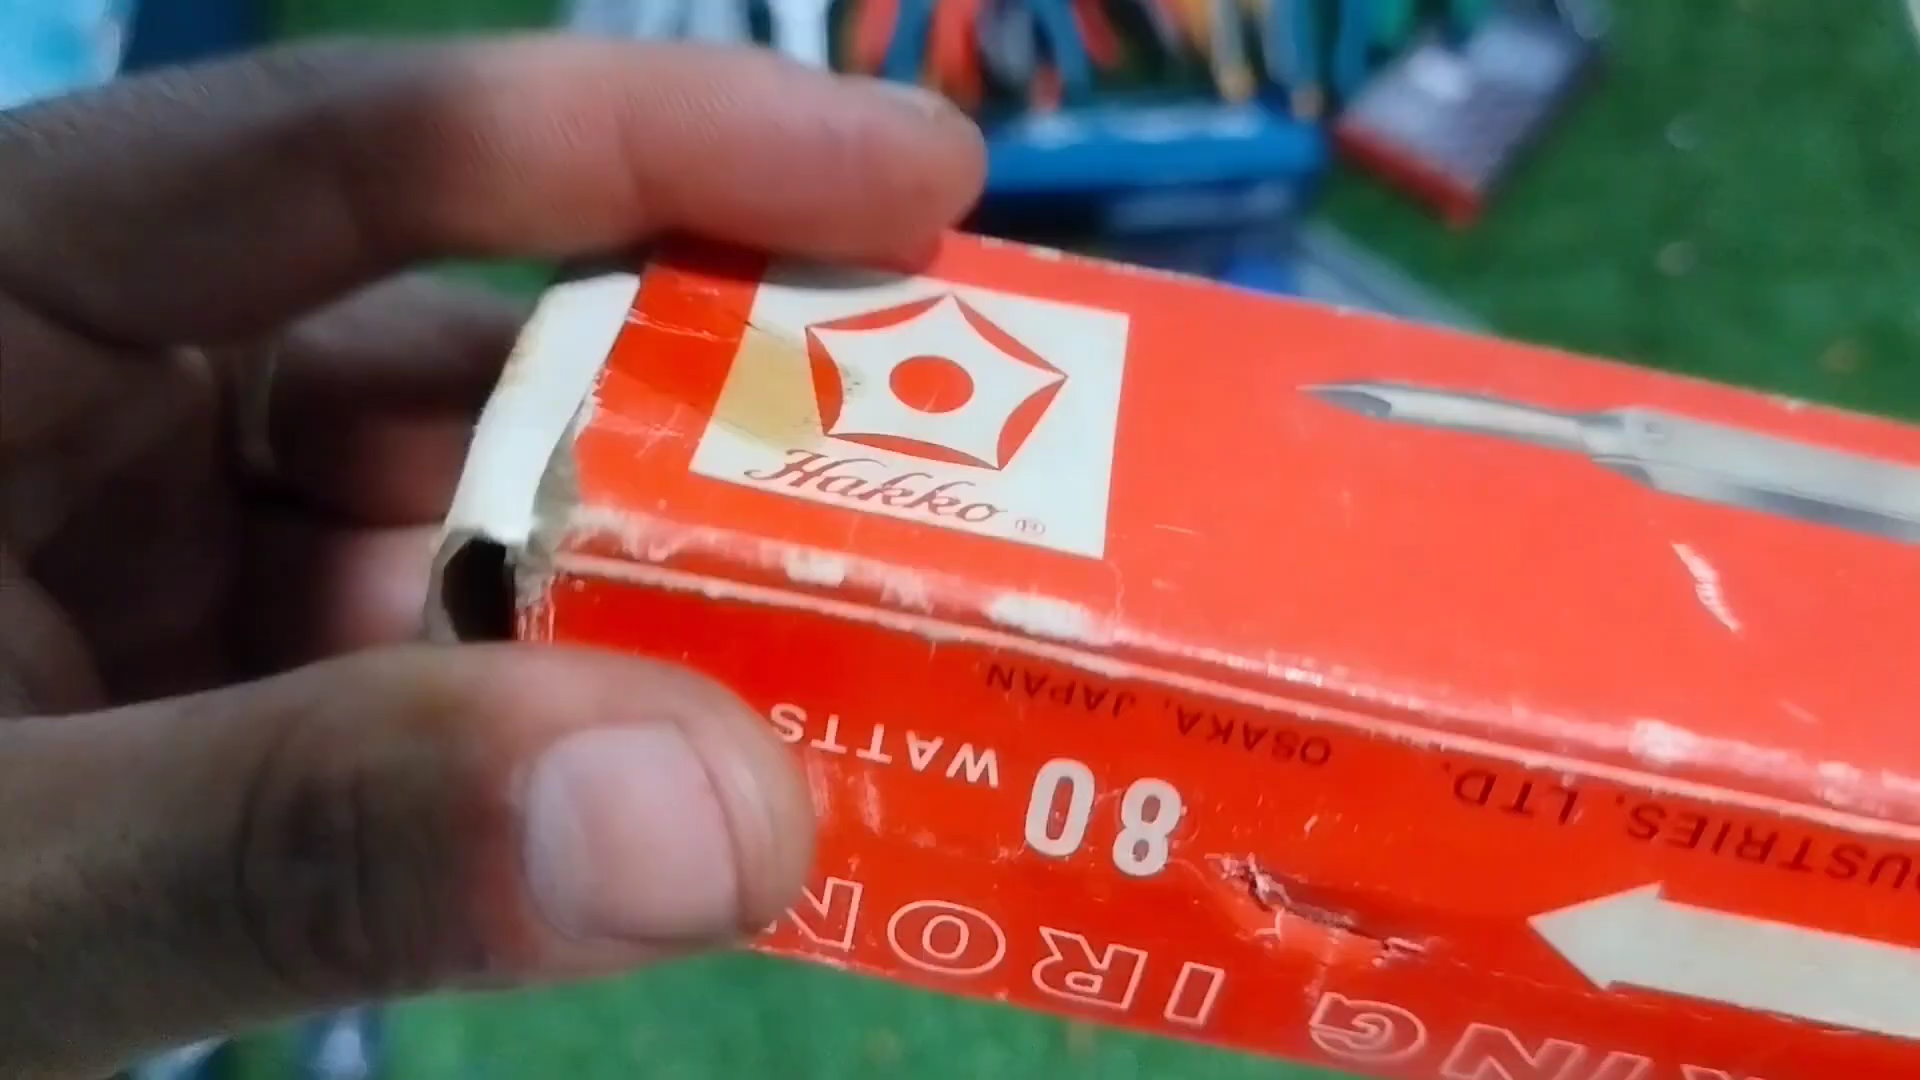 Hakko ®
ING IRON
80 WATTS
USTRIES, LTD.
OSAKA, JAPAN